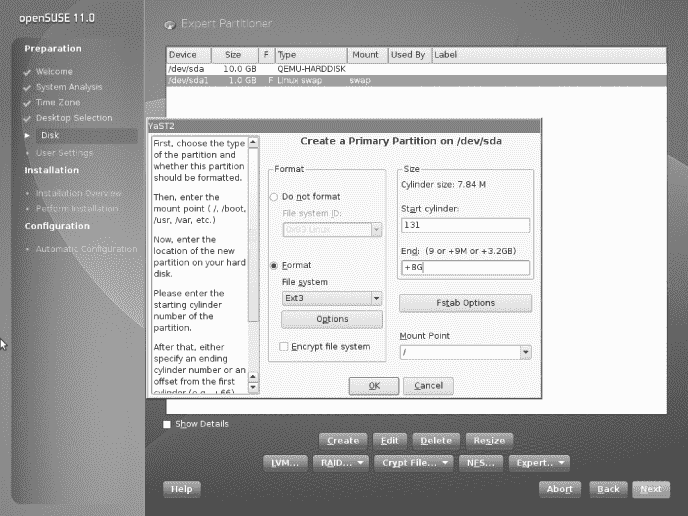 openSUSE 11.0
Preparation
Welcome
System Analysis
Time Zone
Desktop Selection
Disk
User Settings
Installation
Installation Overview
Perform Installation
Configuration
Automatic Configuration
Expert Partitioner
Device Size F Type Mount Used By Label
/dev/sda 10.0 GB QEMU-HARDDISK
/dev/sda1 1.0 GB F Linux swap swap
YaST2
First, choose the type
of the partition and
whether this partition
should be formatted.
Then, enter the
mount point ( /, /boot,
/usr, /var, etc.)
Now, enter the
location of the new
partition on your hard
disk.
Please enter the
starting cylinder
number of the
partition.
After that, either
specify an ending
cylinder number or an
offset from the first
cylinder (e.g., +66).
Create a Primary Partition on /dev/sda
Format
Do not format
File system ID:
0x83 Linux
Format
File system
Ext3
Options
Encrypt file system
Size
Cylinder size: 7.84 M
Start cylinder:
131
End: (9 or +9M or +3.2GB)
+8G
Fstab Options
Mount Point
/
OK Cancel
Show Details
Create Edit Delete Resize
LVM... RAID... Crypt File... NFS... Expert..
Help Abort Back Next